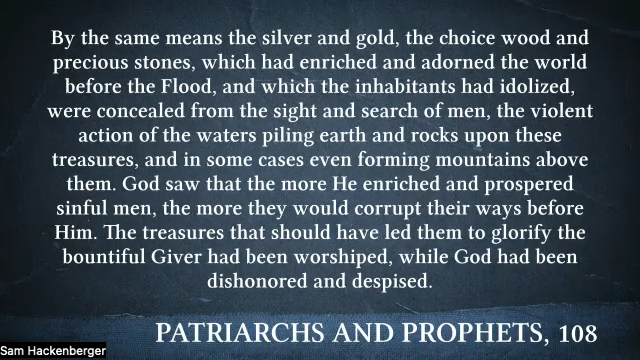 By the same means the silver and gold, the choice wood and
precious stones, which had enriched and adorned the world
before the Flood, and which the inhabitants had idolized,
were concealed from the sight and search of men, the violent
action of the waters piling earth and rocks upon these
treasures, and in some cases even forming mountains above
them. God saw that the more He enriched and prospered
sinful men, the more they would corrupt their ways before
Him. The treasures that should have led them to glorify the
bountiful Giver had been worshiped, while God had been
dishonored and despised.
PATRIARCHS AND PROPHETS, 108
Sam Hackenberger